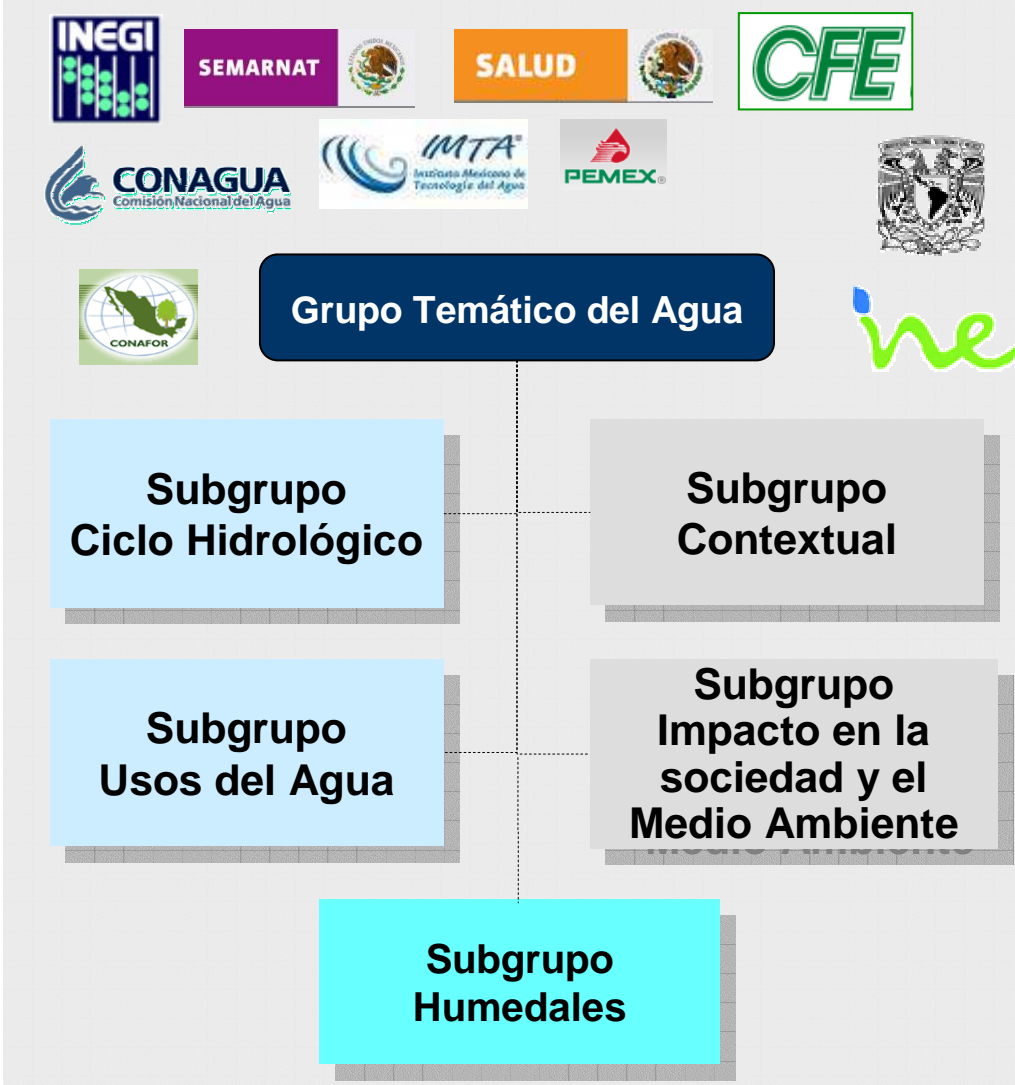 INEGI
SEMARNAT
SALUD
CFE
CONAGUA
Comisión Nacional del Agua
IMTA
Instituto Mexicano de
Tecnología del Agua
PEMEX®
CONAFOR
Grupo Temático del Agua
ine
Subgrupo
Ciclo Hidrológico
Subgrupo
Contextual
Subgrupo
Usos del Agua
Subgrupo
Impacto en la
sociedad y el
Medio Ambiente
Subgrupo
Humedales